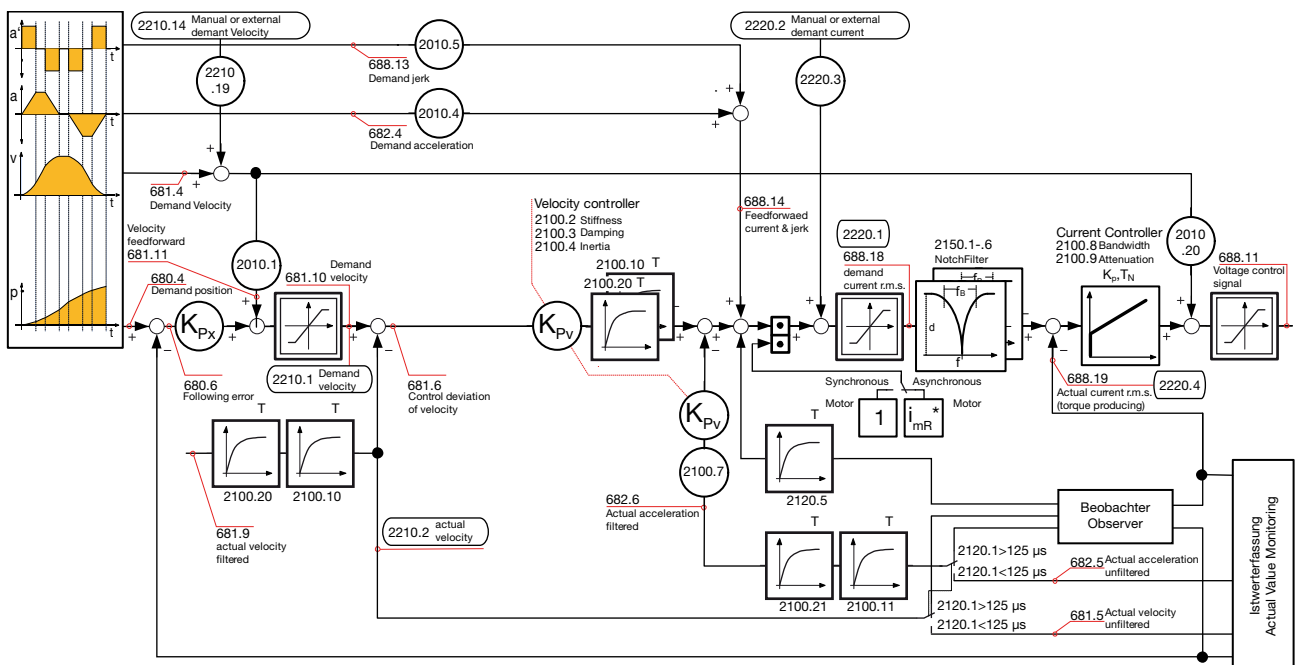 a'
t
a
t
v
t
p
t
2210.14 Manual or external
demant Velocity
2210
.19
2010.5
688.13
Demand jerk
2010.4
682.4
Demand acceleration
2220.2 Manual or external
demant current
2220.3
+
+
+
+
681.4
Demand Velocity
Velocity
feedforward
681.11
2010.1
680.4
Demand position
+
−
KPx
+
+
681.10 Demand
velocity
+
−
680.6
Following error
2210.1 Demand
velocity
681.6
Control deviation
of velocity
Velocity controller
2100.2 Stiffness
2100.3 Damping
2100.4 Inertia
KPv
2100.10 T
2100.20 T
+
−
+
+
+
688.14
Feedforwaed
current & jerk
+
+
2220.1
688.18
demand
current r.m.s.
2150.1-.6
NotchFilter
fB
d
f
Current Controller
2100.8 Bandwidth
2100.9 Attenuation
KP, TN
+
−
2010
.20
+
+
688.11
Voltage control
signal
688.19
Actual current r.m.s.
(torque producing)
2220.4
Synchronous
Motor
1
Asynchronous
Motor
imR*
KPv
2100.7
682.6
Actual acceleration
filtered
T
2120.5
T
2100.21
T
2100.11
T
2100.20
T
2100.10
681.9
actual velocity
filtered
2210.2 actual
velocity
Beobachter
Observer
2120.1>125 µs
2120.1<125 µs
682.5 Actual acceleration
unfiltered
2120.1>125 µs
2120.1<125 µs
681.5 Actual velocity
unfiltered
Istwerterfassung
Actual Value Monitoring